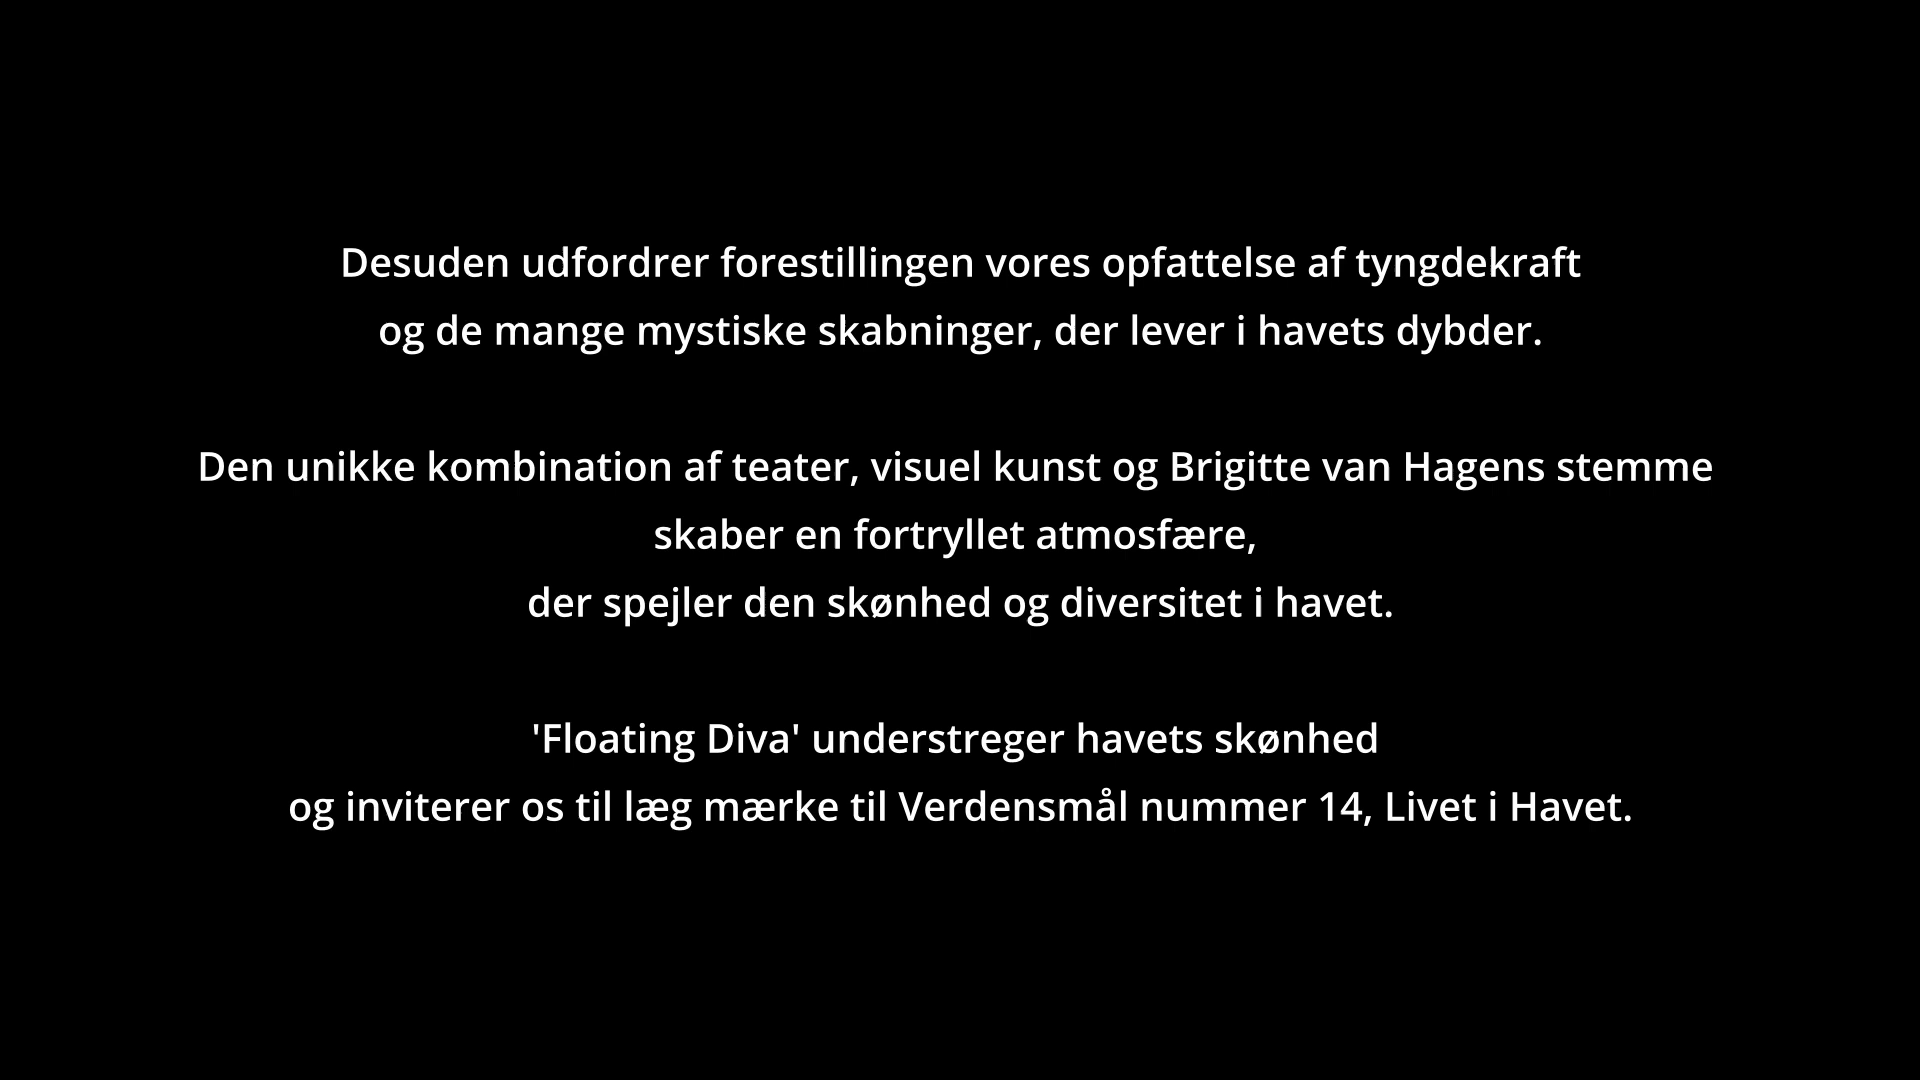 Desuden udfordrer forestillingen vores opfattelse af tyngdekraft
og de mange mystiske skabninger, der lever i havets dybder.
Den unikke kombination af teater, visuel kunst og Brigitte van Hagens stemme
skaber en fortryllet atmosfære,
der spejler den skønhed og diversitet i havet.
'Floating Diva' understreger havets skønhed
og inviterer os til læg mærke til Verdensmål nummer 14, Livet i Havet.